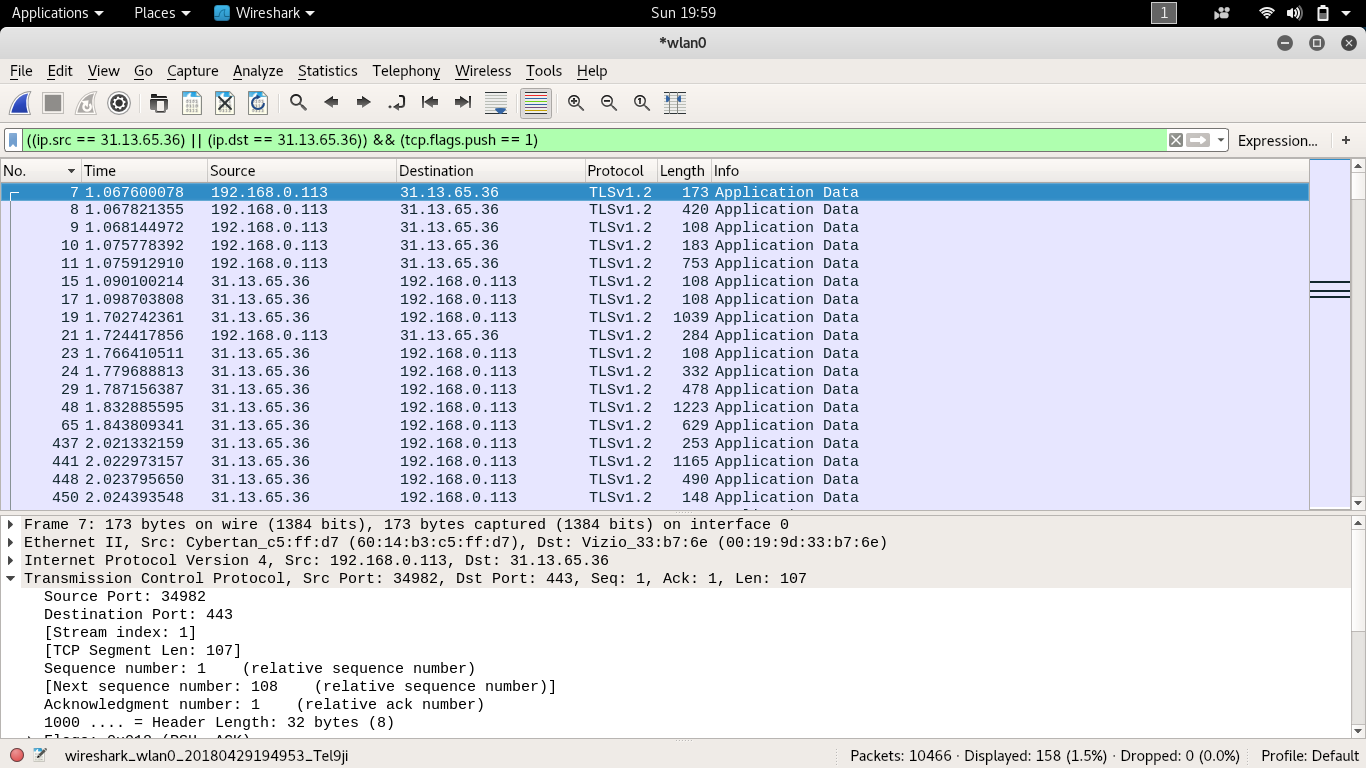 Applications Places Wireshark Sun 19:59 1
*wlan0
File Edit View Go Capture Analyze Statistics Telephony Wireless Tools Help
((ip.src == 31.13.65.36) || (ip.dst == 31.13.65.36)) && (tcp.flags.push == 1) Expression... +
No. Time Source Destination Protocol Length Info
7 1.067600078 192.168.0.113 31.13.65.36 TLSv1.2 173 Application Data
8 1.067821355 192.168.0.113 31.13.65.36 TLSv1.2 420 Application Data
9 1.068144972 192.168.0.113 31.13.65.36 TLSv1.2 108 Application Data
10 1.075778392 192.168.0.113 31.13.65.36 TLSv1.2 183 Application Data
11 1.075912910 192.168.0.113 31.13.65.36 TLSv1.2 753 Application Data
15 1.090100214 31.13.65.36 192.168.0.113 TLSv1.2 108 Application Data
17 1.098703808 31.13.65.36 192.168.0.113 TLSv1.2 108 Application Data
19 1.702742361 31.13.65.36 192.168.0.113 TLSv1.2 1039 Application Data
21 1.724417856 192.168.0.113 31.13.65.36 TLSv1.2 284 Application Data
23 1.766410511 31.13.65.36 192.168.0.113 TLSv1.2 108 Application Data
24 1.779688813 31.13.65.36 192.168.0.113 TLSv1.2 332 Application Data
29 1.787156387 31.13.65.36 192.168.0.113 TLSv1.2 478 Application Data
48 1.832885595 31.13.65.36 192.168.0.113 TLSv1.2 1223 Application Data
65 1.843809341 31.13.65.36 192.168.0.113 TLSv1.2 629 Application Data
437 2.021332159 31.13.65.36 192.168.0.113 TLSv1.2 253 Application Data
441 2.022973157 31.13.65.36 192.168.0.113 TLSv1.2 1165 Application Data
448 2.023795650 31.13.65.36 192.168.0.113 TLSv1.2 490 Application Data
450 2.024393548 31.13.65.36 192.168.0.113 TLSv1.2 148 Application Data
Frame 7: 173 bytes on wire (1384 bits), 173 bytes captured (1384 bits) on interface 0
Ethernet II, Src: Cybertan_c5:ff:d7 (60:14:b3:c5:ff:d7), Dst: Vizio_33:b7:6e (00:19:9d:33:b7:6e)
Internet Protocol Version 4, Src: 192.168.0.113, Dst: 31.13.65.36
Transmission Control Protocol, Src Port: 34982, Dst Port: 443, Seq: 1, Ack: 1, Len: 107
Source Port: 34982
Destination Port: 443
[Stream index: 1]
[TCP Segment Len: 107]
Sequence number: 1 (relative sequence number)
[Next sequence number: 108 (relative sequence number)]
Acknowledgment number: 1 (relative ack number)
1000 .... = Header Length: 32 bytes (8)
wireshark_wlan0_20180429194953_Tel9ji Packets: 10466 · Displayed: 158 (1.5%) · Dropped: 0 (0.0%) Profile: Default